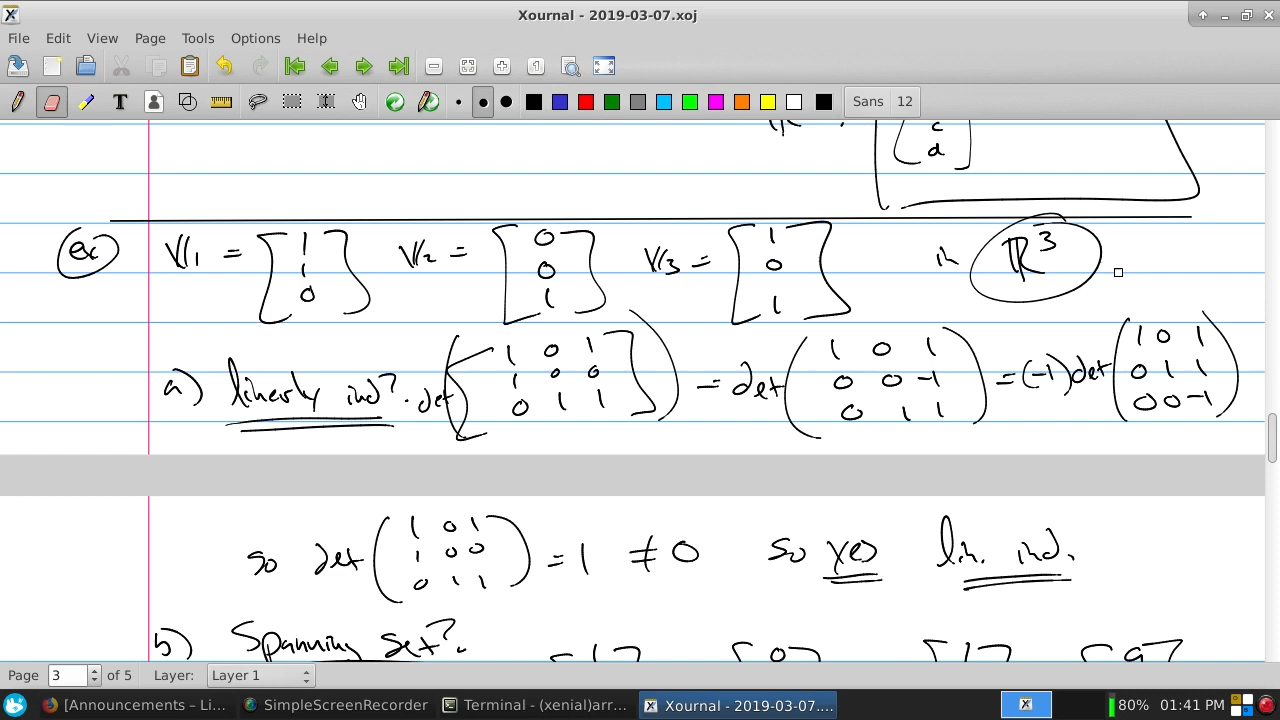 Xournal - 2019-03-07.xoj
File Edit View Page Tools Options Help
Sans 12
c
d
ex V1 = [1 1 0] V2 = [0 0 1] V3 = [1 0 1] in ℝ³
a) linearly ind? det([1 0 1
1 0 0
0 1 1]) = det(1 0 1
0 0 -1
0 1 1) = (-1)det(1 0 1
0 1 1
0 0 -1)
so det(1 0 1
1 0 0
0 1 1) = 1 ≠ 0 so yes lin. ind.
b) Spanning set?
Page 3 of 5 Layer: Layer 1
[Announcements – Li... SimpleScreenRecorder Terminal - (xenial)arr... Xournal - 2019-03-07.... 80% 01:41 PM